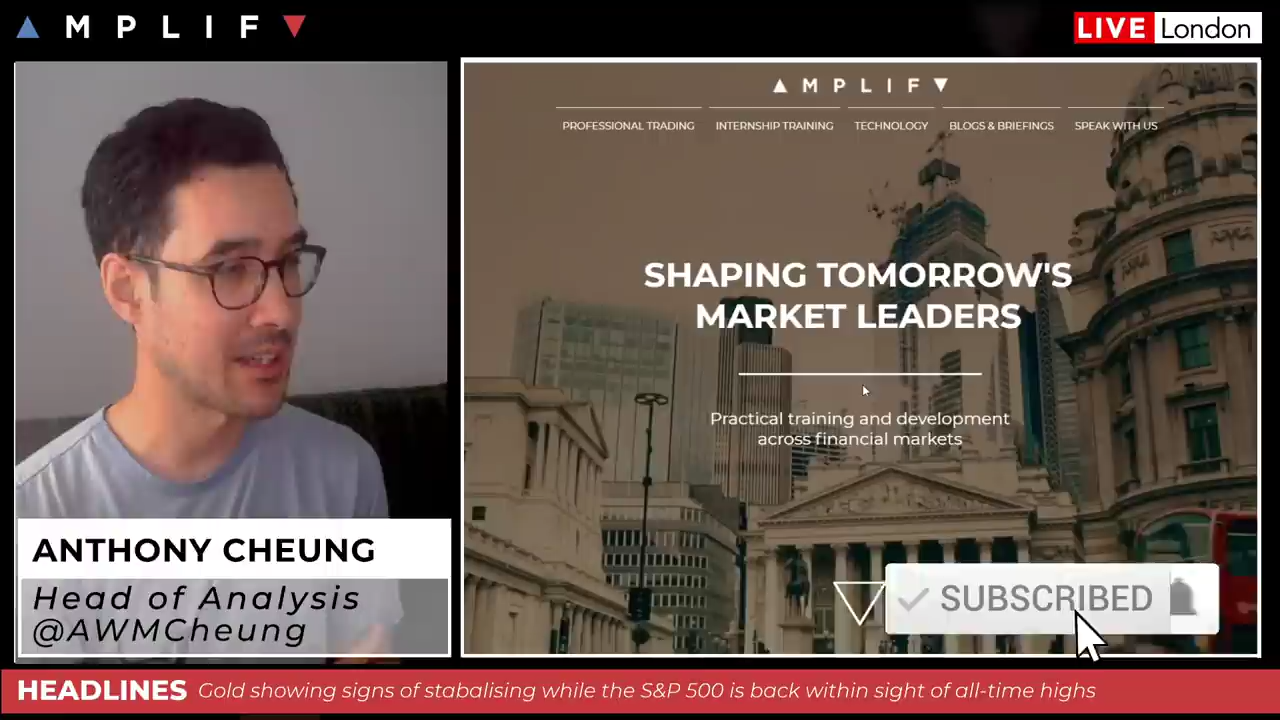 AMPLIFY
LIVE London
AMPLIFY
PROFESSIONAL TRADING
INTERNSHIP TRAINING
TECHNOLOGY
BLOGS & BRIEFINGS
SPEAK WITH US
SHAPING TOMORROW'S
MARKET LEADERS
Practical training and development
across financial markets
SUBSCRIBED
ANTHONY CHEUNG
Head of Analysis
@AWMCheung
HEADLINES Gold showing signs of stabalising while the S&P 500 is back within sight of all-time highs